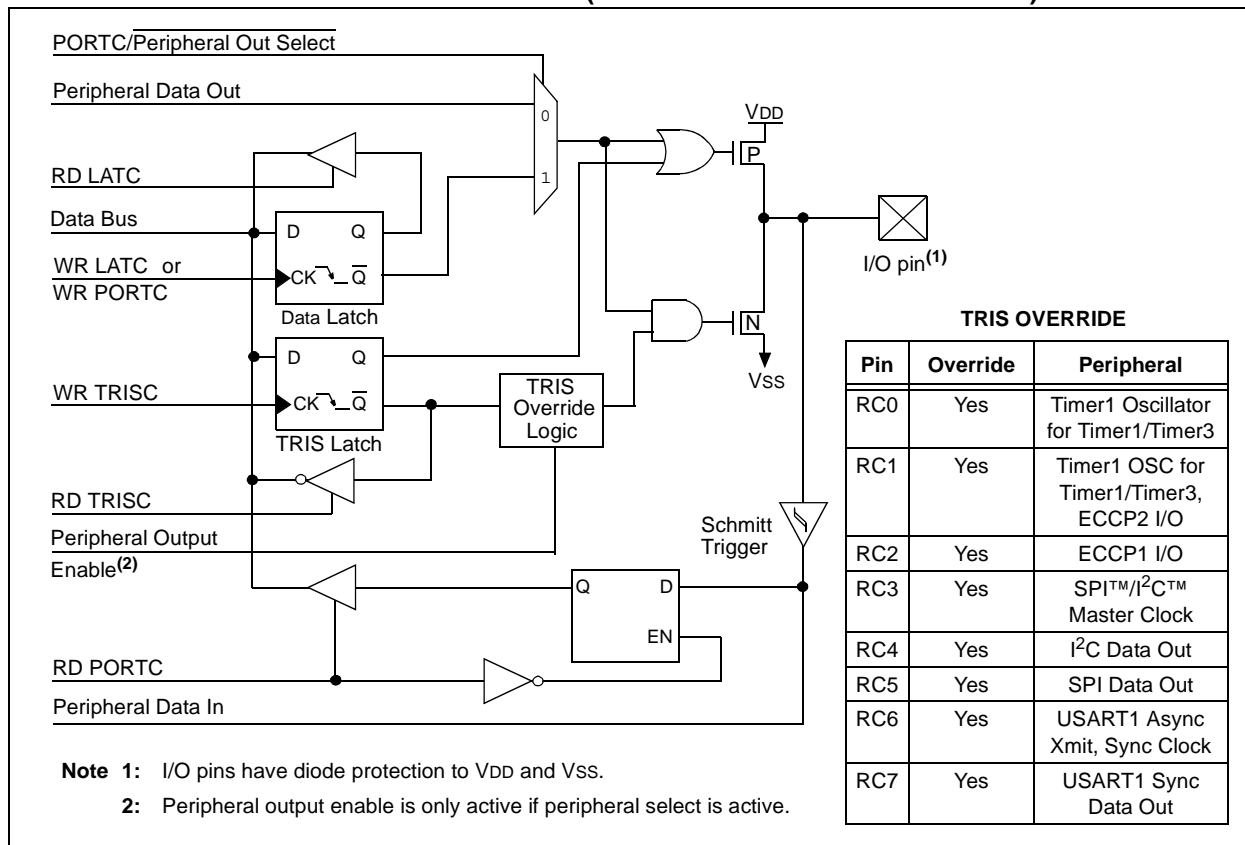 PORTC/Peripheral Out Select
Peripheral Data Out
0
1
VDD
P
RD LATC
Data Bus
D Q
WR LATC or
WR PORTC
CK Q
Data Latch
I/O pin(1)
N
VSS
D Q
WR TRISC
CK Q
TRIS Latch
TRIS
Override
Logic
RD TRISC
Peripheral Output
Enable(2)
Schmitt
Trigger
Q D
EN
RD PORTC
Peripheral Data In
TRIS OVERRIDE
Pin Override Peripheral
RC0 Yes Timer1 Oscillator
for Timer1/Timer3
RC1 Yes Timer1 OSC for
Timer1/Timer3,
ECCP2 I/O
RC2 Yes ECCP1 I/O
RC3 Yes SPI™/I²C™
Master Clock
RC4 Yes I²C Data Out
RC5 Yes SPI Data Out
RC6 Yes USART1 Async
Xmit, Sync Clock
RC7 Yes USART1 Sync
Data Out
Note 1: I/O pins have diode protection to VDD and VSS.
2: Peripheral output enable is only active if peripheral select is active.